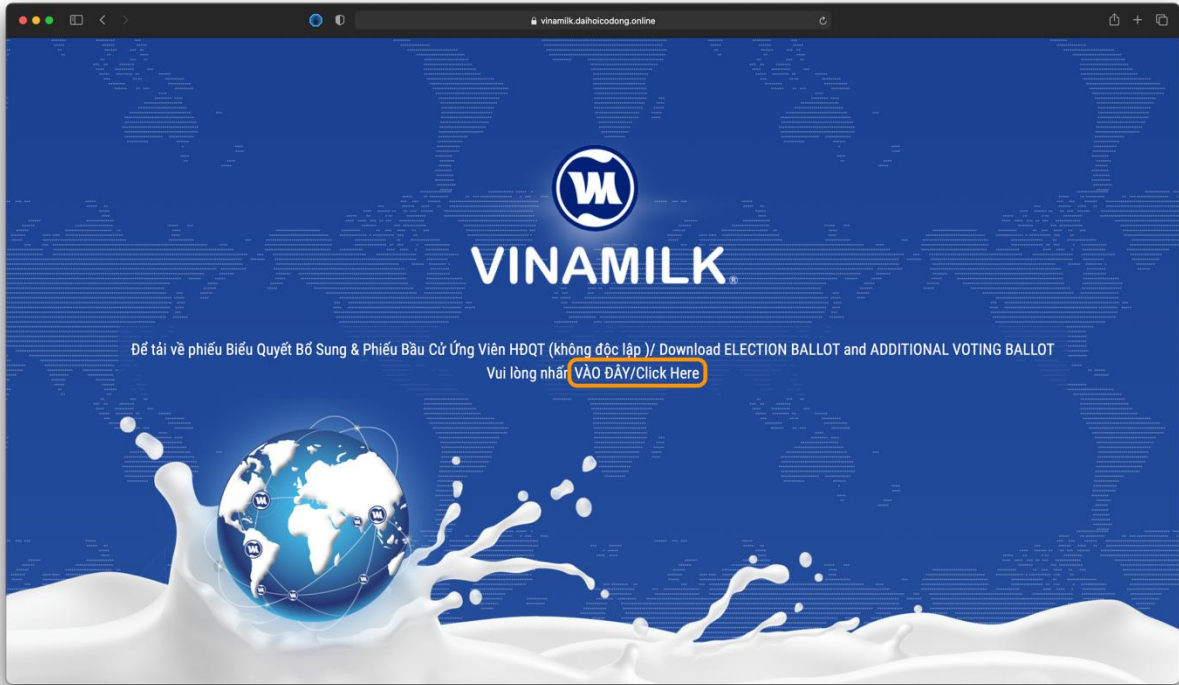 vinamilk.daihoicodong.online
VM
VINAMILK®
Để tải về phiếu Biểu Quyết Bổ Sung & Phiếu Bầu Cử Ứng Viên HĐQT (không độc lập )/ Download ELECTION BALLOT and ADDITIONAL VOTING BALLOT
Vui lòng nhấn VÀO ĐÂY/Click Here